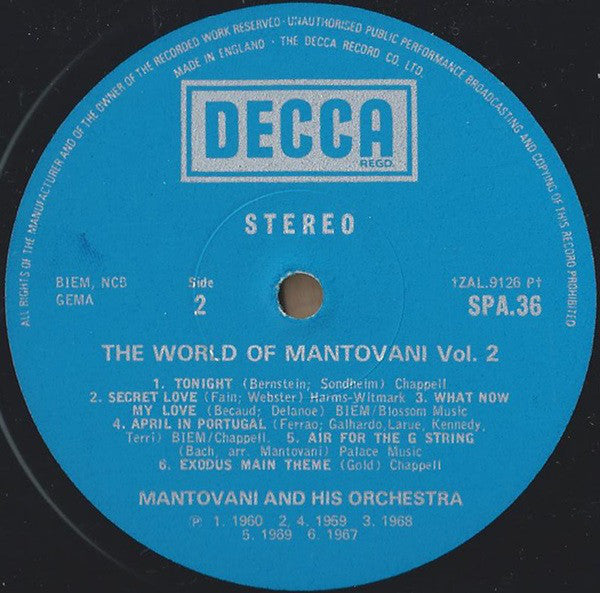 ALL RIGHTS OF THE MANUFACTURER AND OF THE OWNER OF THE RECORDED WORK RESERVED · UNAUTHORISED PUBLIC PERFORMANCE BROADCASTING AND COPYING OF THIS RECORD PROHIBITED
MADE IN ENGLAND · THE DECCA RECORD CO. LTD.
DECCA
REGD.
STEREO
BIEM, NCB
GEMA
Side
2
†ZAL.9126 P†
SPA.36
THE WORLD OF MANTOVANI Vol. 2
1. TONIGHT (Bernstein; Sondheim) Chappell
2. SECRET LOVE (Fain; Webster) Harms-Witmark 3. WHAT NOW
MY LOVE (Becaud; Delanoe) BIEM/Blossom Music
4. APRIL IN PORTUGAL (Ferrao; Galhardo, Larue, Kennedy,
Terri) BIEM/Chappell. 5. AIR FOR THE G STRING
(Bach, arr. Mantovani) Palace Music
6. EXODUS MAIN THEME (Gold) Chappell
MANTOVANI AND HIS ORCHESTRA
℗ 1. 1960 2, 4. 1959 3. 1968
5. 1969 6. 1967